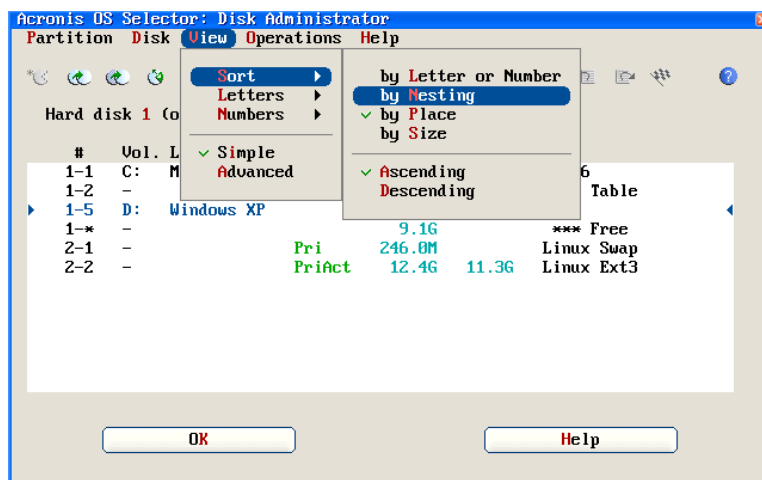 Acronis OS Selector: Disk Administrator
Partition Disk View Operations Help
Sort
Letters
Numbers
Simple
Advanced
by Letter or Number
by Nesting
by Place
by Size
Ascending
Descending
Hard disk 1 (o
# Vol. L
1-1 C: M 6
1-2 - Table
1-5 D: Windows XP
1-* - 9.1G *** Free
2-1 - Pri 246.0M Linux Swap
2-2 - PriAct 12.4G 11.3G Linux Ext3
OK Help